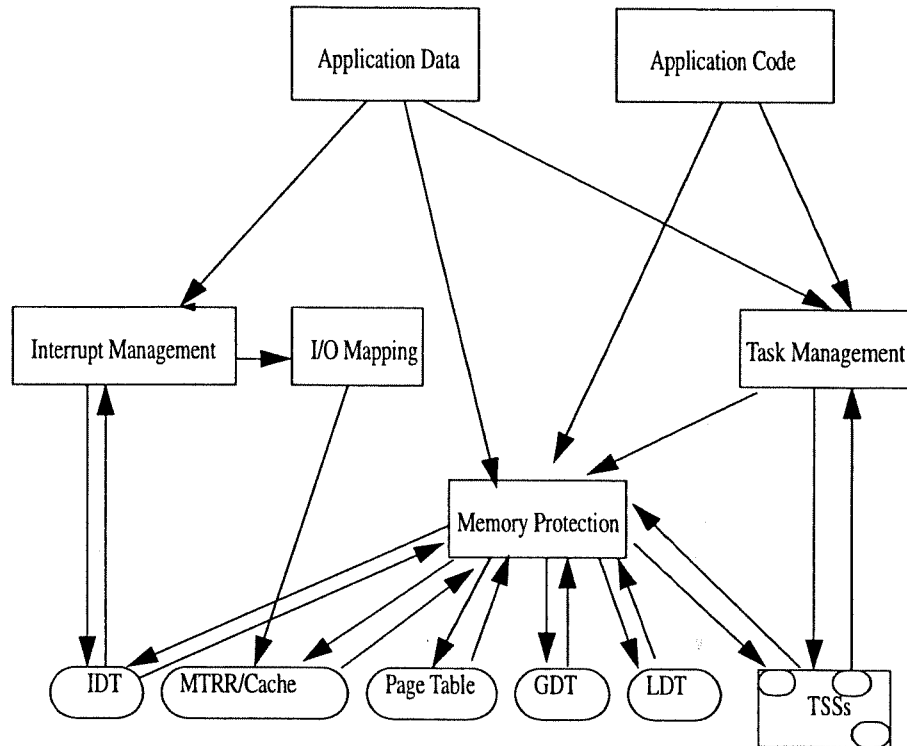 Application Data
Application Code
Interrupt Management
I/O Mapping
Task Management
Memory Protection
IDT
MTRR/Cache
Page Table
GDT
LDT
TSSs